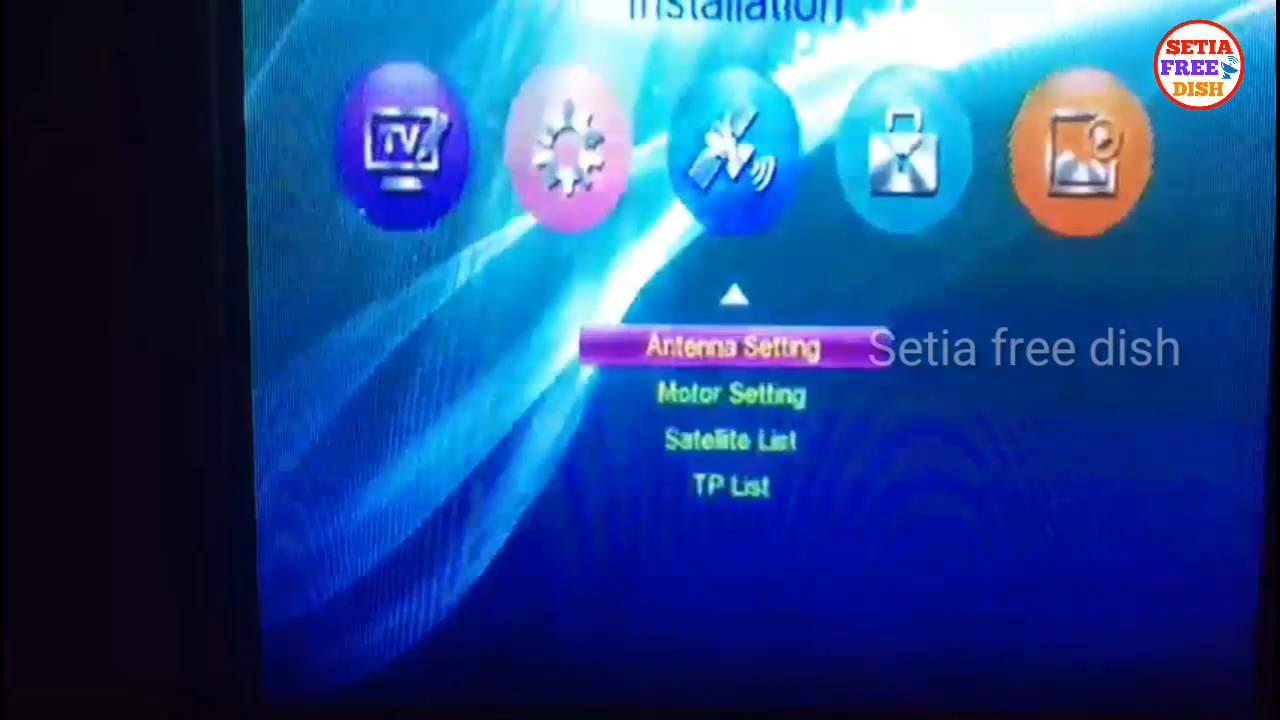 Installation
SETIA
FREE
DISH
TV
Antenna Setting
Setia free dish
Motor Setting
Satellite List
TP List